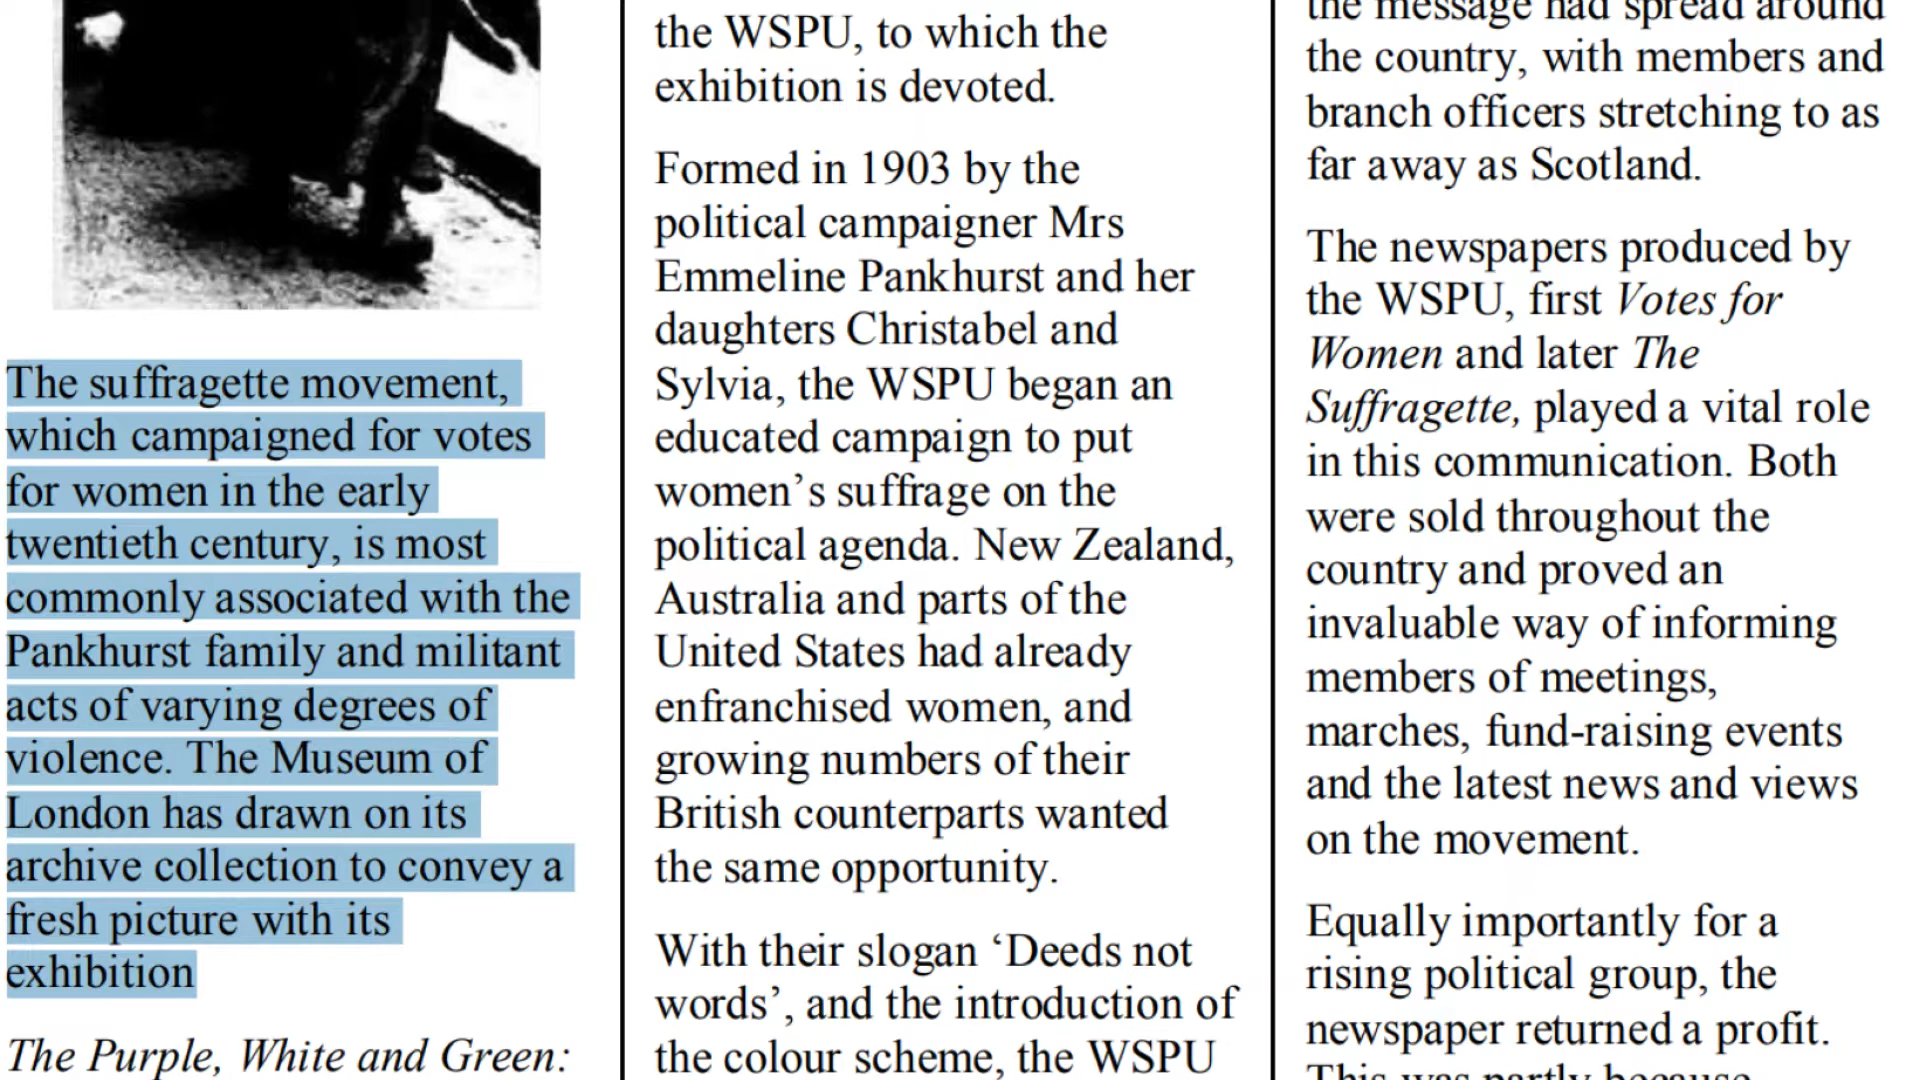 The suffragette movement,
which campaigned for votes
for women in the early
twentieth century, is most
commonly associated with the
Pankhurst family and militant
acts of varying degrees of
violence. The Museum of
London has drawn on its
archive collection to convey a
fresh picture with its
exhibition
The Purple, White and Green:
the WSPU, to which the
exhibition is devoted.
Formed in 1903 by the
political campaigner Mrs
Emmeline Pankhurst and her
daughters Christabel and
Sylvia, the WSPU began an
educated campaign to put
women’s suffrage on the
political agenda. New Zealand,
Australia and parts of the
United States had already
enfranchised women, and
growing numbers of their
British counterparts wanted
the same opportunity.
With their slogan ‘Deeds not
words’, and the introduction of
the colour scheme, the WSPU
the message had spread around
the country, with members and
branch officers stretching to as
far away as Scotland.
The newspapers produced by
the WSPU, first Votes for
Women and later The
Suffragette, played a vital role
in this communication. Both
were sold throughout the
country and proved an
invaluable way of informing
members of meetings,
marches, fund-raising events
and the latest news and views
on the movement.
Equally importantly for a
rising political group, the
newspaper returned a profit.
This was partly because